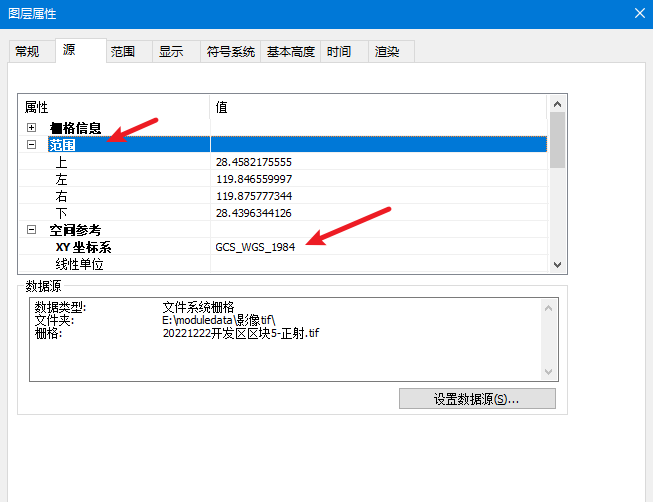 图层属性
常规 源 范围 显示 符号系统 基本高度 时间 渲染
属性 值
栅格信息
范围
上 28.4582175555
左 119.846559997
右 119.875777344
下 28.4396344126
空间参考
XY 坐标系 GCS_WGS_1984
线性单位
数据源
数据类型: 文件系统栅格
文件夹: E:\moduledata\影像tif\
栅格: 20221222开发区区块5-正射.tif
设置数据源(S)...